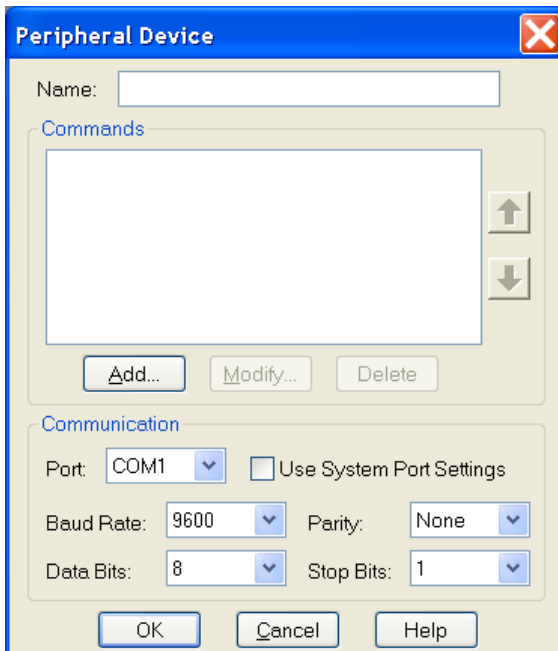 Peripheral Device
Name:
Commands
Add... Modify... Delete
Communication
Port: COM1 Use System Port Settings
Baud Rate: 9600 Parity: None
Data Bits: 8 Stop Bits: 1
OK Cancel Help